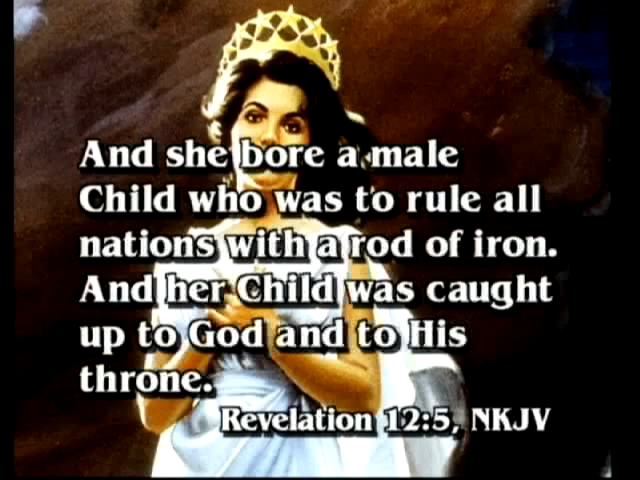 And she bore a male
Child who was to rule all
nations with a rod of iron.
And her Child was caught
up to God and to His
throne.
Revelation 12:5, NKJV